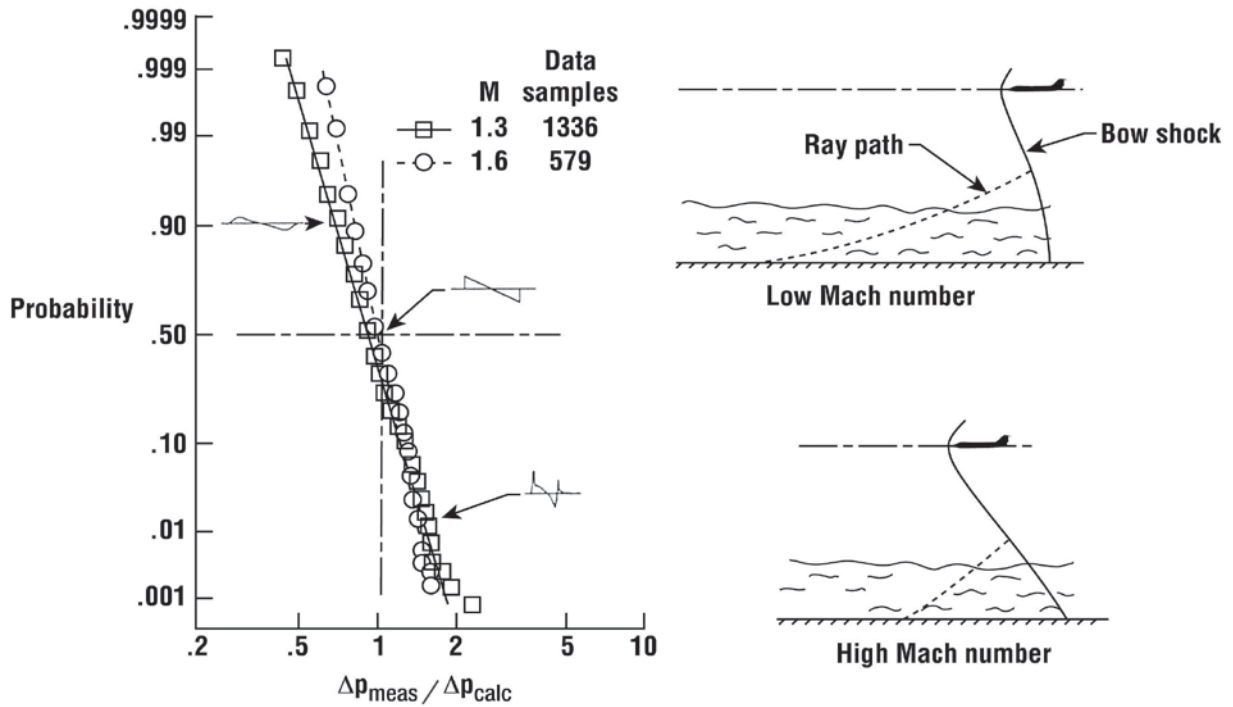 .9999
.999
.99
.90
.50
.10
.01
.001
Probability
.2
.5
1
2
5
10
Δpmeas / Δpcalc
Data
M samples
1.3 1336
1.6 579
Ray path
Bow shock
Low Mach number
High Mach number